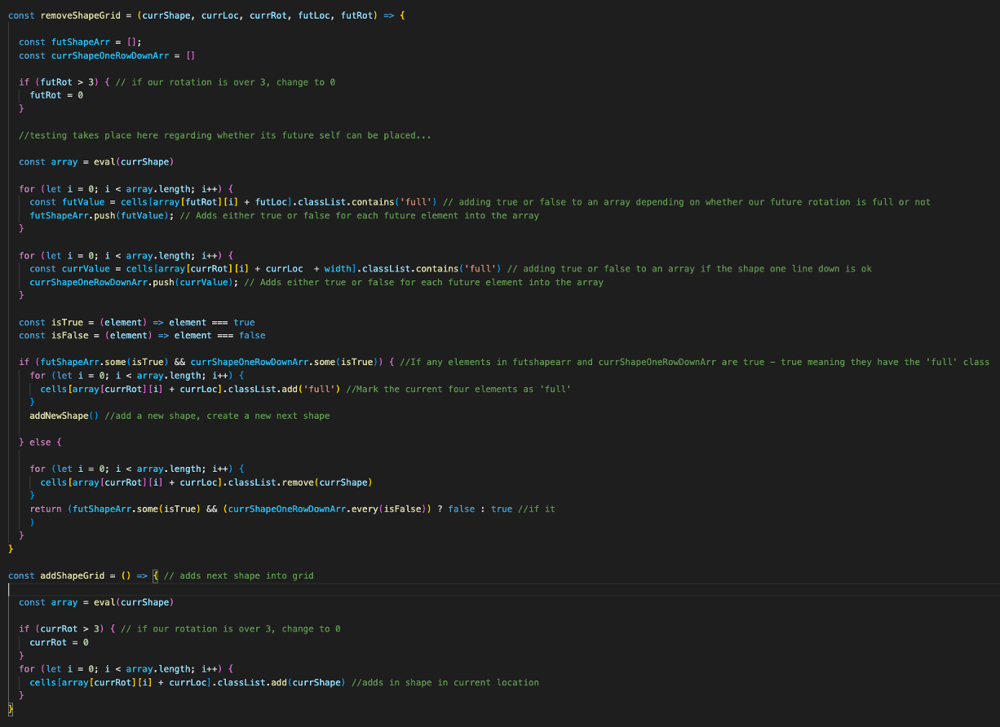 const removeShapeGrid = (currShape, currLoc, currRot, futLoc, futRot) => {
const futShapeArr = [];
const currShapeOneRowDownArr = []
if (futRot > 3) { // if our rotation is over 3, change to 0
futRot = 0
}
//testing takes place here regarding whether its future self can be placed...
const array = eval(currShape)
for (let i = 0; i < array.length; i++) {
const futValue = cells[array[futRot][i] + futLoc].classList.contains('full') // adding true or false to an array depending on whether our future rotation is full or not
futShapeArr.push(futValue); // Adds either true or false for each future element into the array
}
for (let i = 0; i < array.length; i++) {
const currValue = cells[array[currRot][i] + currLoc  + width].classList.contains('full') // adding true or false to an array if the shape one line down is ok
currShapeOneRowDownArr.push(currValue); // Adds either true or false for each future element into the array
}
const isTrue = (element) => element === true
const isFalse = (element) => element === false
if (futShapeArr.some(isTrue) && currShapeOneRowDownArr.some(isTrue)) { //If any elements in futshapearr and currShapeOneRowDownArr are true – true meaning they have the 'full' class
for (let i = 0; i < array.length; i++) {
cells[array[currRot][i] + currLoc].classList.add('full') //Mark the current four elements as 'full'
}
addNewShape() //add a new shape, create a new next shape
} else {
for (let i = 0; i < array.length; i++) {
cells[array[currRot][i] + currLoc].classList.remove(currShape)
}
return (futShapeArr.some(isTrue) && (currShapeOneRowDownArr.every(isFalse)) ? false : true //if it
)
}
}
const addShapeGrid = () => { // adds next shape into grid
const array = eval(currShape)
if (currRot > 3) { // if our rotation is over 3, change to 0
currRot = 0
}
for (let i = 0; i < array.length; i++) {
cells[array[currRot][i] + currLoc].classList.add(currShape) //adds in shape in current location
}
}